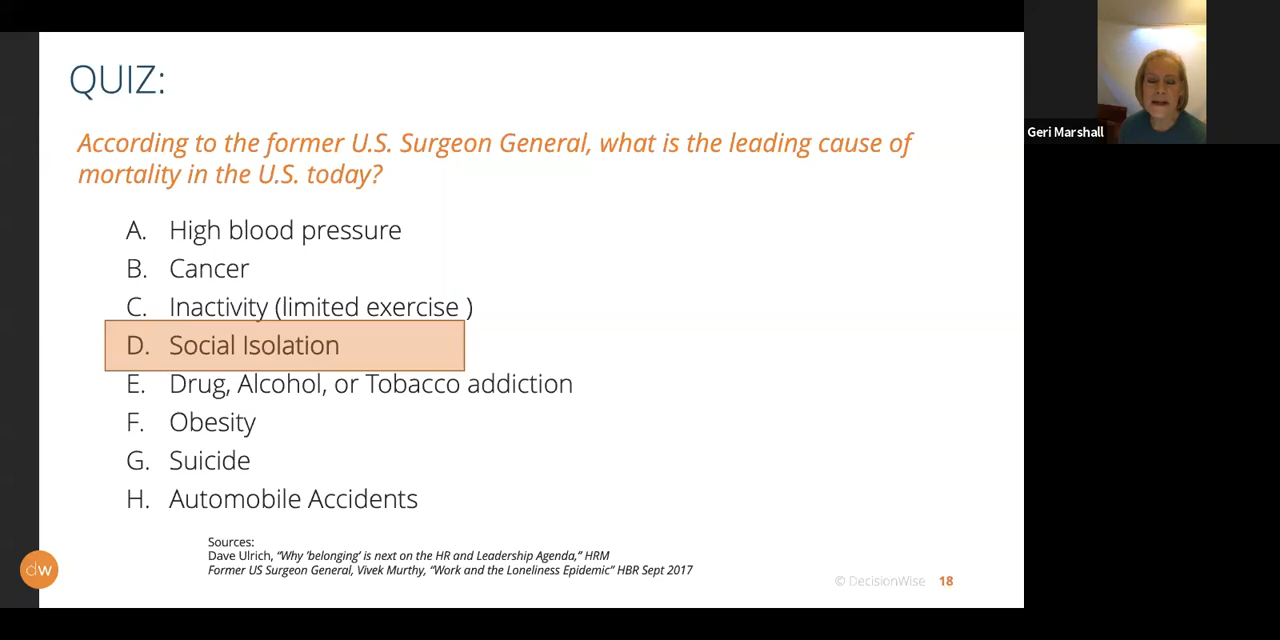 QUIZ:
According to the former U.S. Surgeon General, what is the leading cause of
mortality in the U.S. today?
A. High blood pressure
B. Cancer
C. Inactivity (limited exercise )
D. Social Isolation
E. Drug, Alcohol, or Tobacco addiction
F. Obesity
G. Suicide
H. Automobile Accidents
Sources:
Dave Ulrich, “Why ‘belonging’ is next on the HR and Leadership Agenda,” HRM
Former US Surgeon General, Vivek Murthy, “Work and the Loneliness Epidemic” HBR Sept 2017
dw
© DecisionWise 18
Geri Marshall